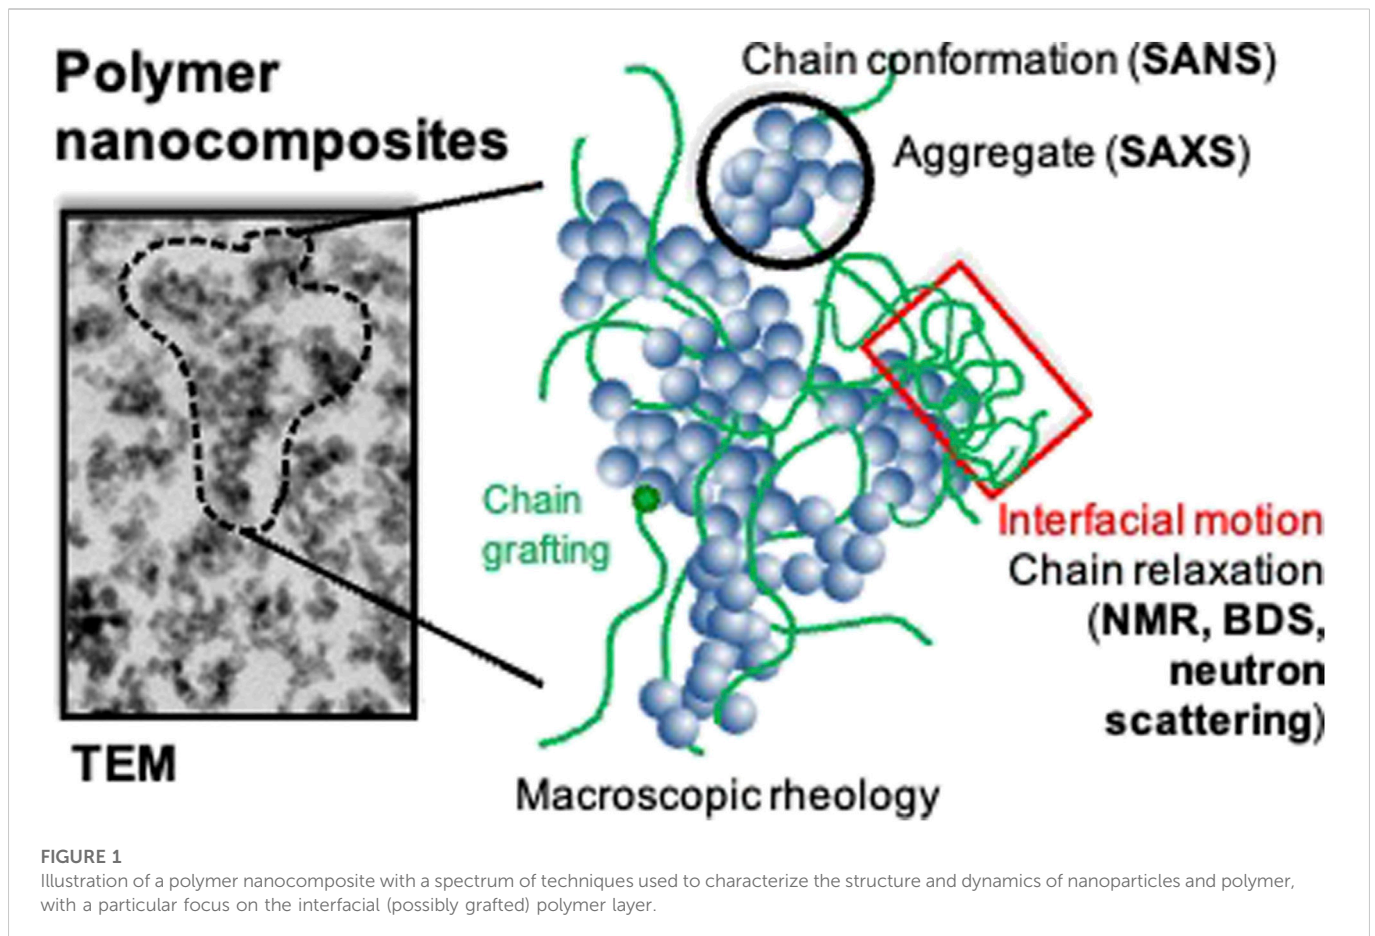 Polymer
nanocomposites
Chain conformation (SANS)
Aggregate (SAXS)
Chain
grafting
Interfacial motion
Chain relaxation
(NMR, BDS,
neutron
scattering)
TEM
Macroscopic rheology
FIGURE 1
Illustration of a polymer nanocomposite with a spectrum of techniques used to characterize the structure and dynamics of nanoparticles and polymer,
with a particular focus on the interfacial (possibly grafted) polymer layer.